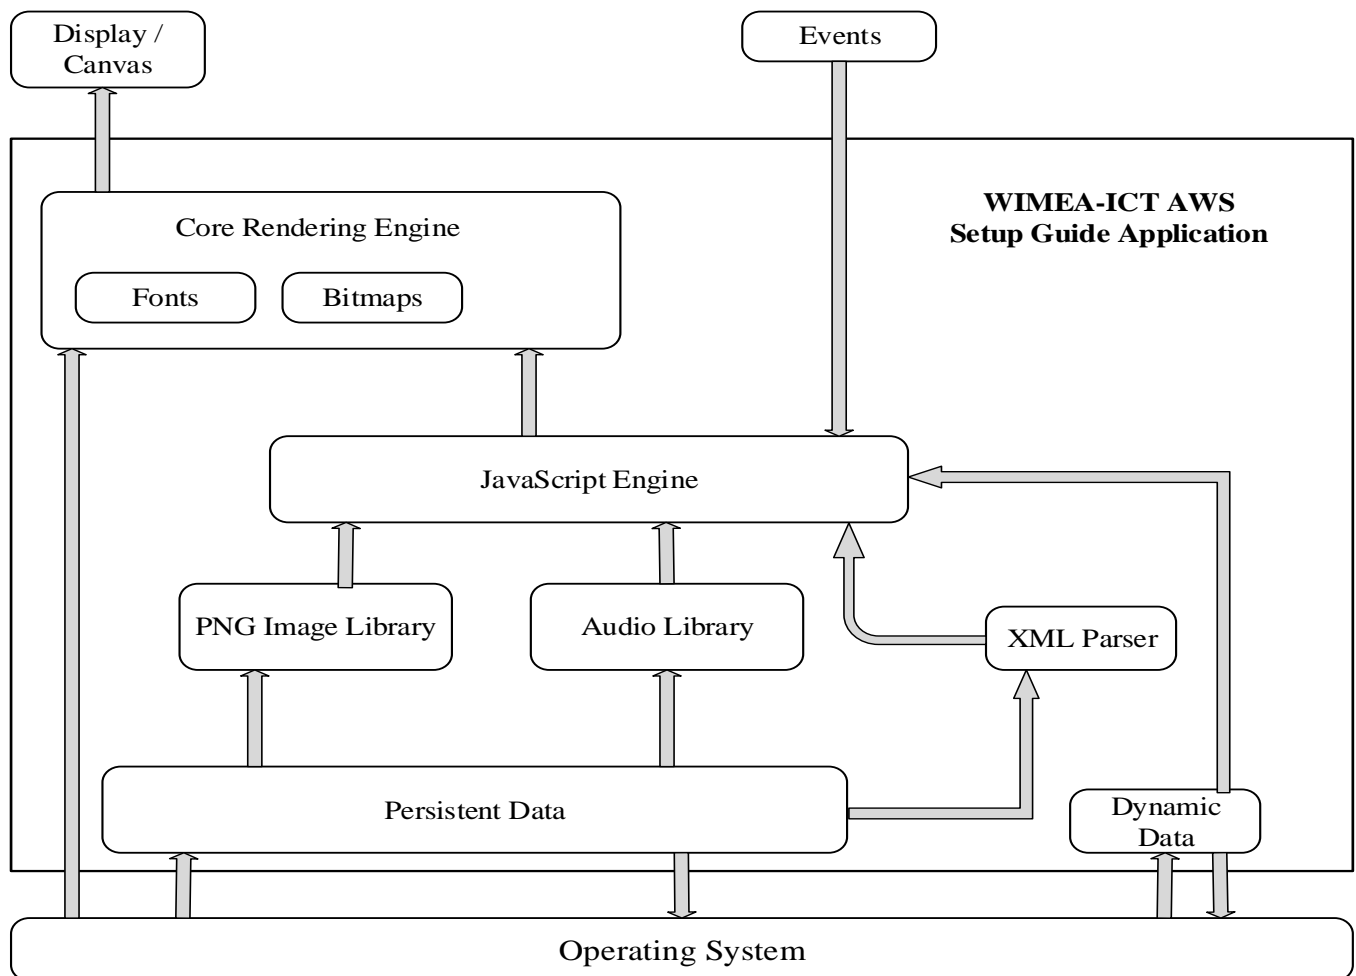 Display /
Canvas
Events
WIMEA-ICT AWS
Setup Guide Application
Core Rendering Engine
Fonts
Bitmaps
JavaScript Engine
PNG Image Library
Audio Library
XML Parser
Persistent Data
Dynamic
Data
Operating System